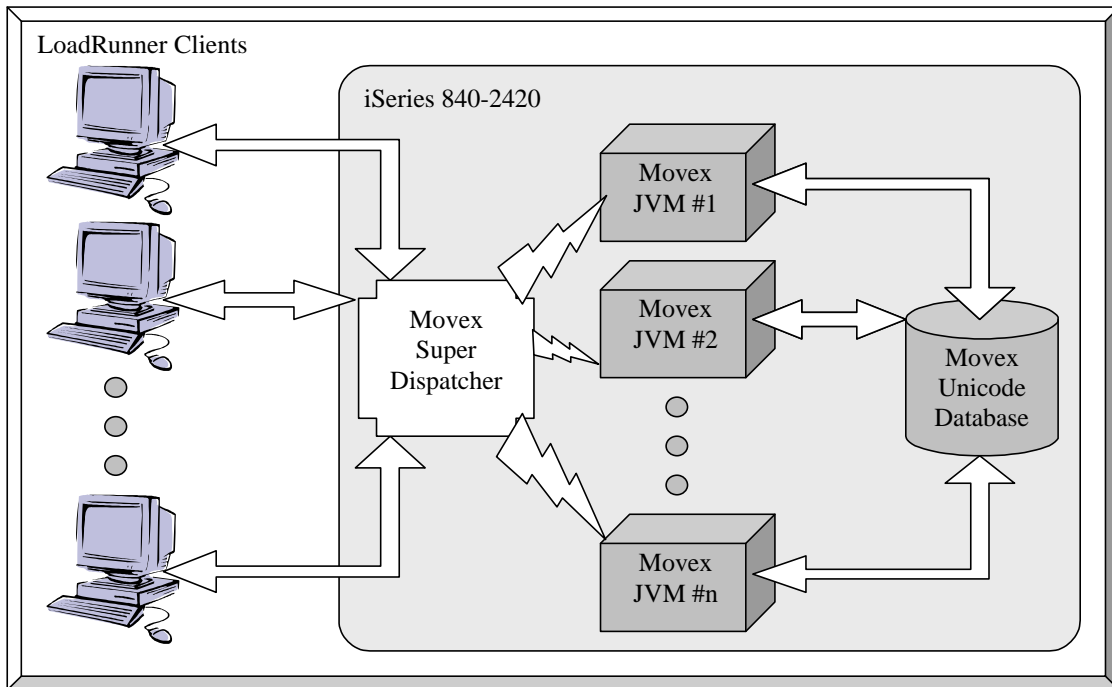 LoadRunner Clients
iSeries 840-2420
Movex
JVM #1
Movex
JVM #2
Movex
Super
Dispatcher
Movex
Unicode
Database
Movex
JVM #n